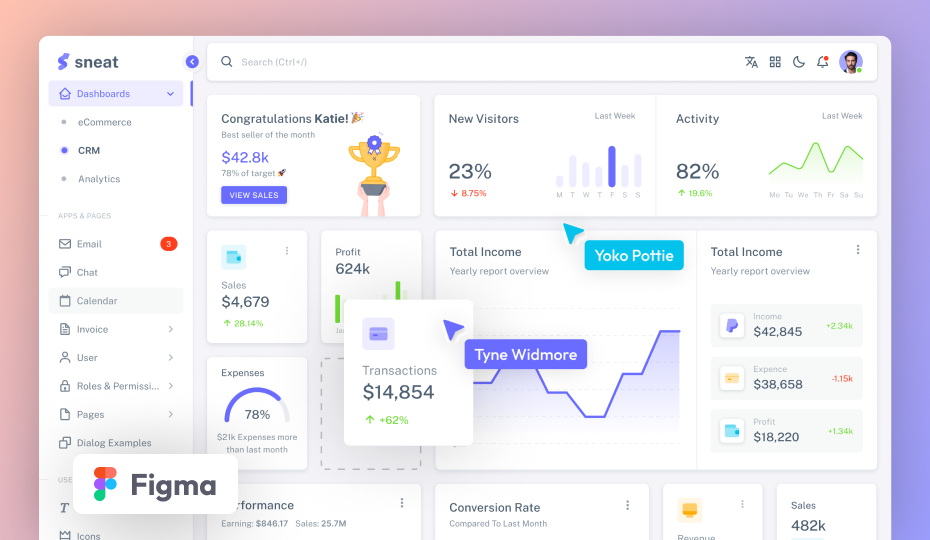 sneat
Search (Ctrl+/)
Dashboards
eCommerce
CRM
Analytics
APPS & PAGES
Email
3
Chat
Calendar
Invoice
User
Roles & Permissi...
Pages
Dialog Examples
Icons
Figma
Congratulations Katie! 🎉
Best seller of the month
$42.8k
78% of target 🚀
VIEW SALES
New Visitors
Last Week
23%
8.75%
M T W T F S S
Activity
Last Week
82%
19.6%
Mo Tu We Th Fr Sa Su
Sales
$4,679
28.14%
Profit
624k
Total Income
Yearly report overview
Yoko Pottie
Total Income
Yearly report overview
Income
$42,845
+2.34k
Expence
$38,658
-1.15k
Profit
$18,220
+1.34k
Transactions
$14,854
+62%
Tyne Widmore
Expenses
78%
$21k Expenses more
than last month
Earning: $846.17 Sales: 25.7M
Conversion Rate
Compared To Last Month
Revenue
Sales
482k